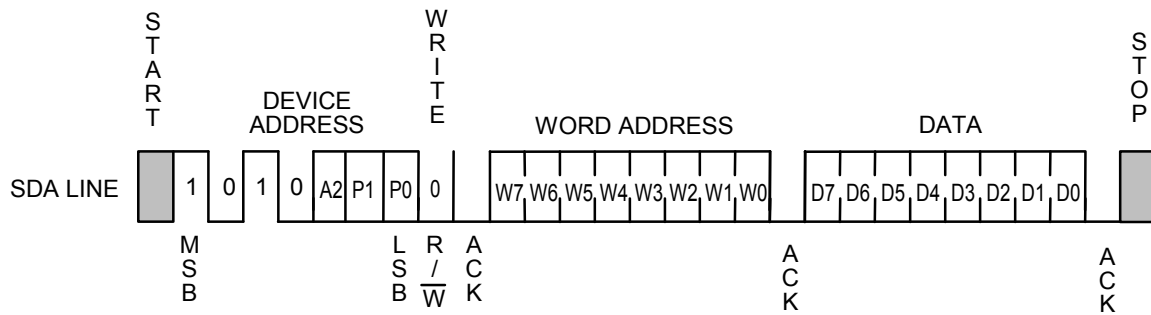 START
WRITE
STOP
DEVICE
ADDRESS
WORD ADDRESS
DATA
SDA LINE
1 0 1 0 A2 P1 P0 0 W7 W6 W5 W4 W3 W2 W1 W0 D7 D6 D5 D4 D3 D2 D1 D0
MSB
LSB
R/W
ACK
ACK
ACK